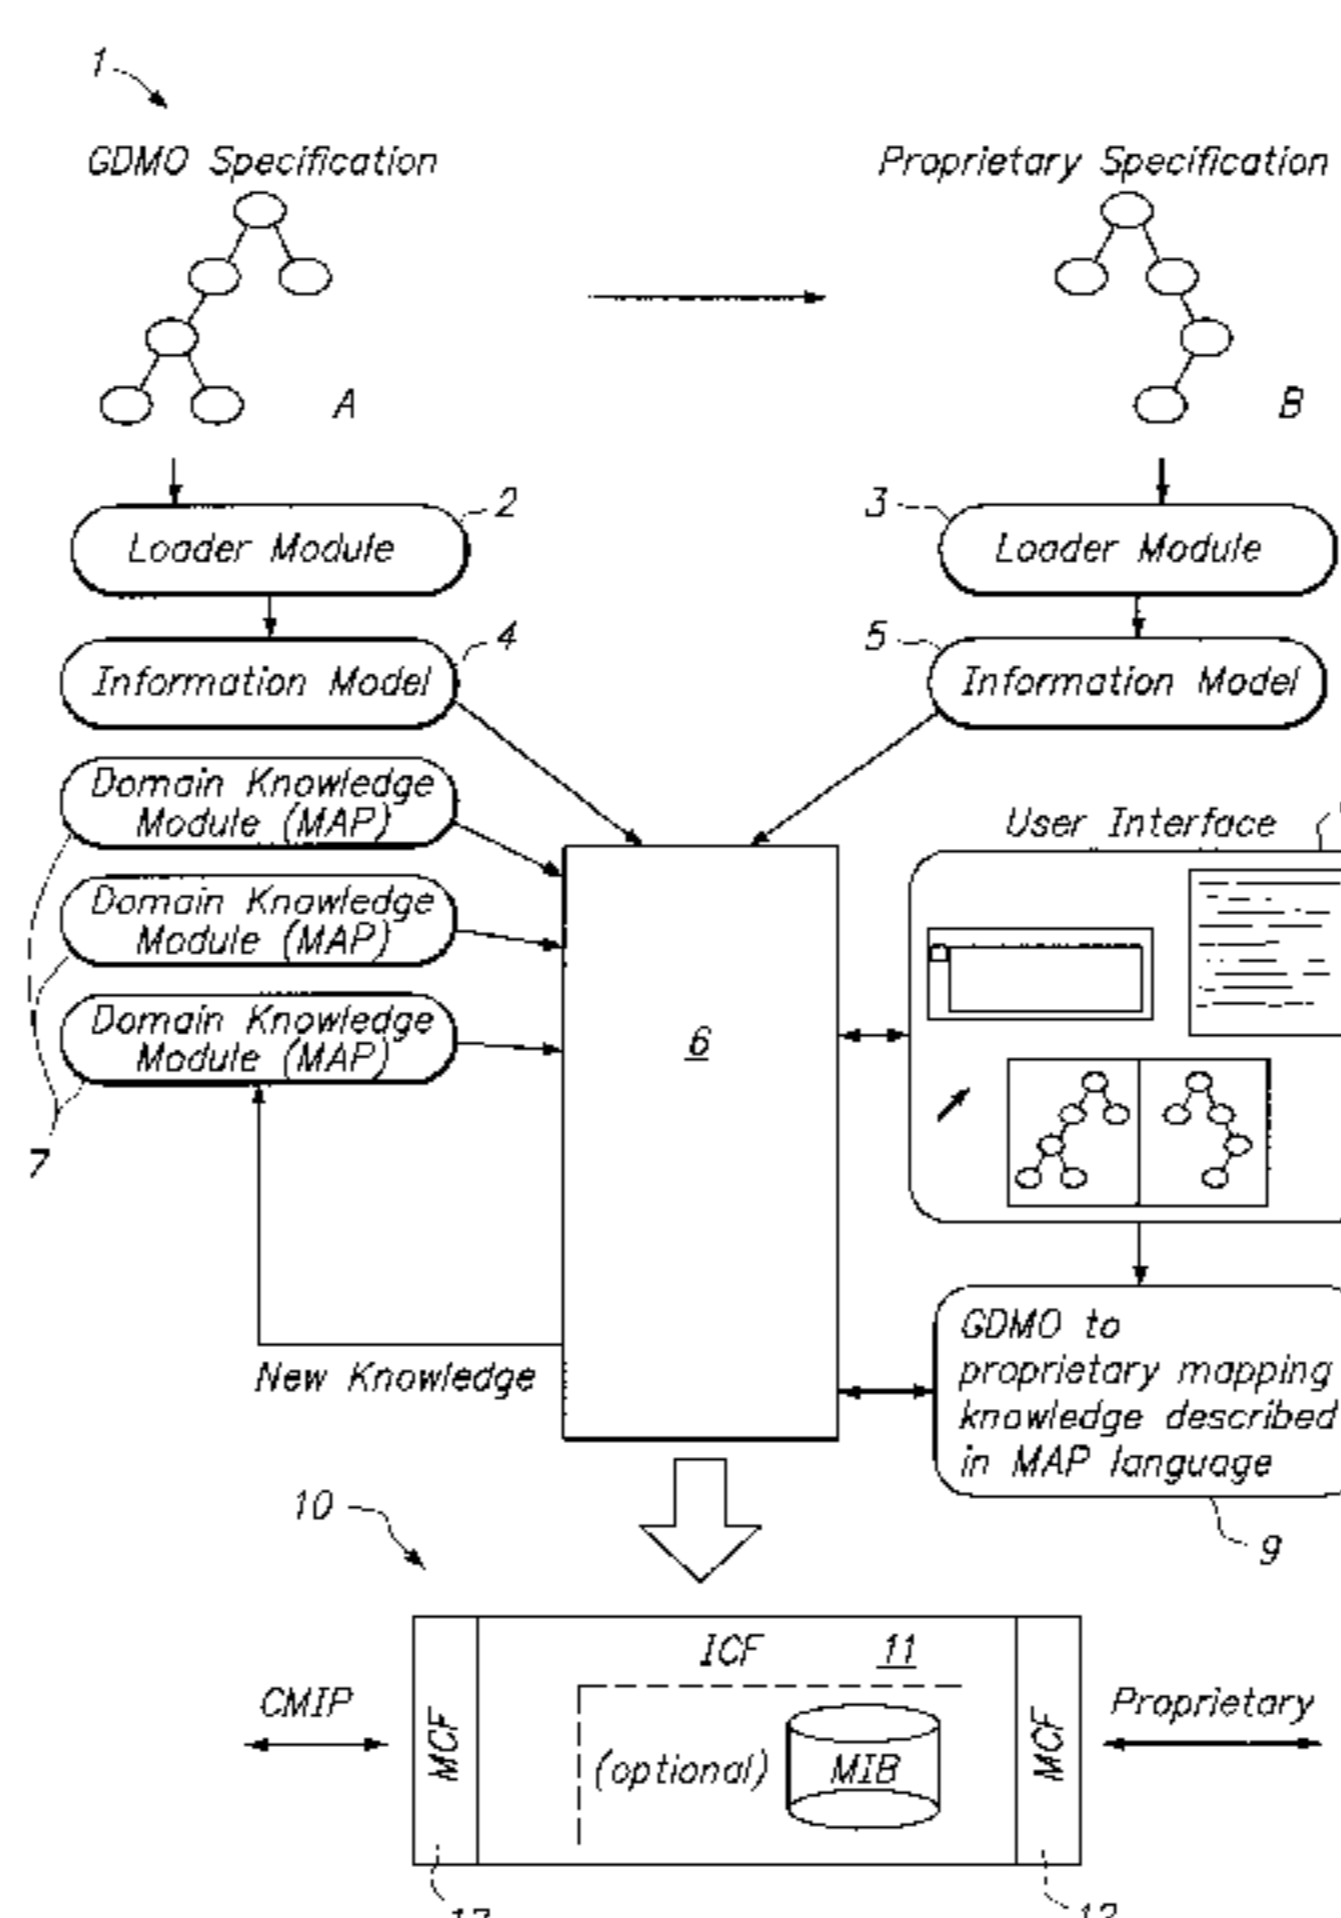 1
GDMO Specification
Proprietary Specification
A
B
2
3
Loader Module
Loader Module
4
5
Information Model
Information Model
Domain Knowledge
Module (MAP)
User Interface
Domain Knowledge
Module (MAP)
Domain Knowledge
Module (MAP)
6
7
GDMO to
proprietary mapping
knowledge described
in MAP language
New Knowledge
10
9
ICF
11
CMIP
MCF
(optional)
MIB
MCF
Proprietary